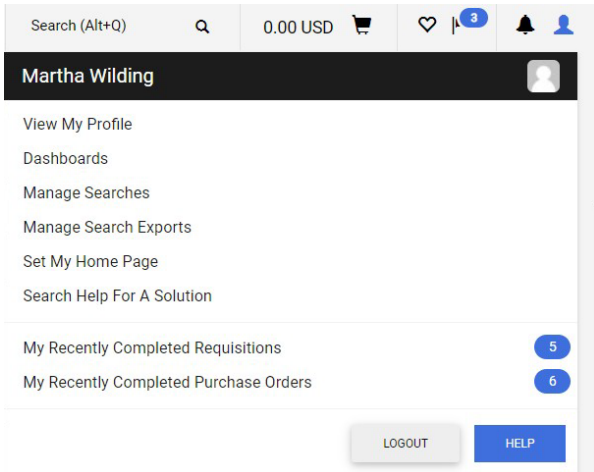 Search (Alt+Q) 0.00 USD 3
Martha Wilding
View My Profile
Dashboards
Manage Searches
Manage Search Exports
Set My Home Page
Search Help For A Solution
My Recently Completed Requisitions 5
My Recently Completed Purchase Orders 6
LOGOUT HELP